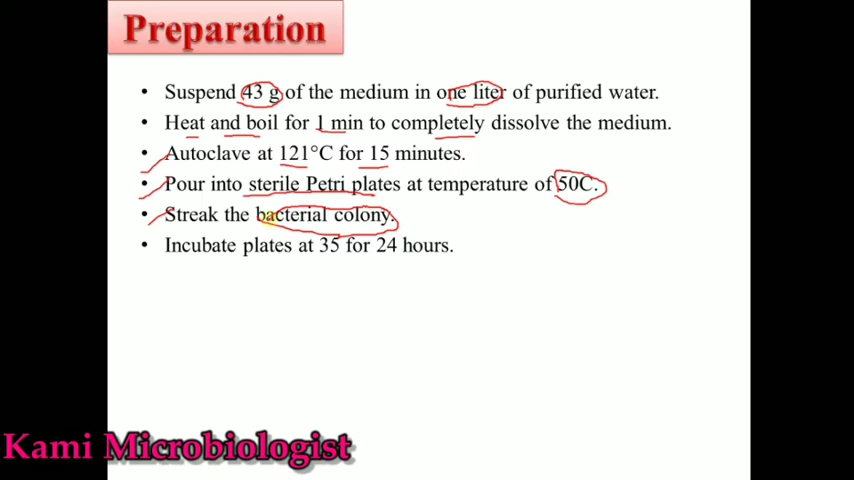 Preparation
• Suspend 43 g of the medium in one liter of purified water.
• Heat and boil for 1 min to completely dissolve the medium.
• Autoclave at 121°C for 15 minutes.
• Pour into sterile Petri plates at temperature of 50C.
• Streak the bacterial colony.
• Incubate plates at 35 for 24 hours.
Kami Microbiologist